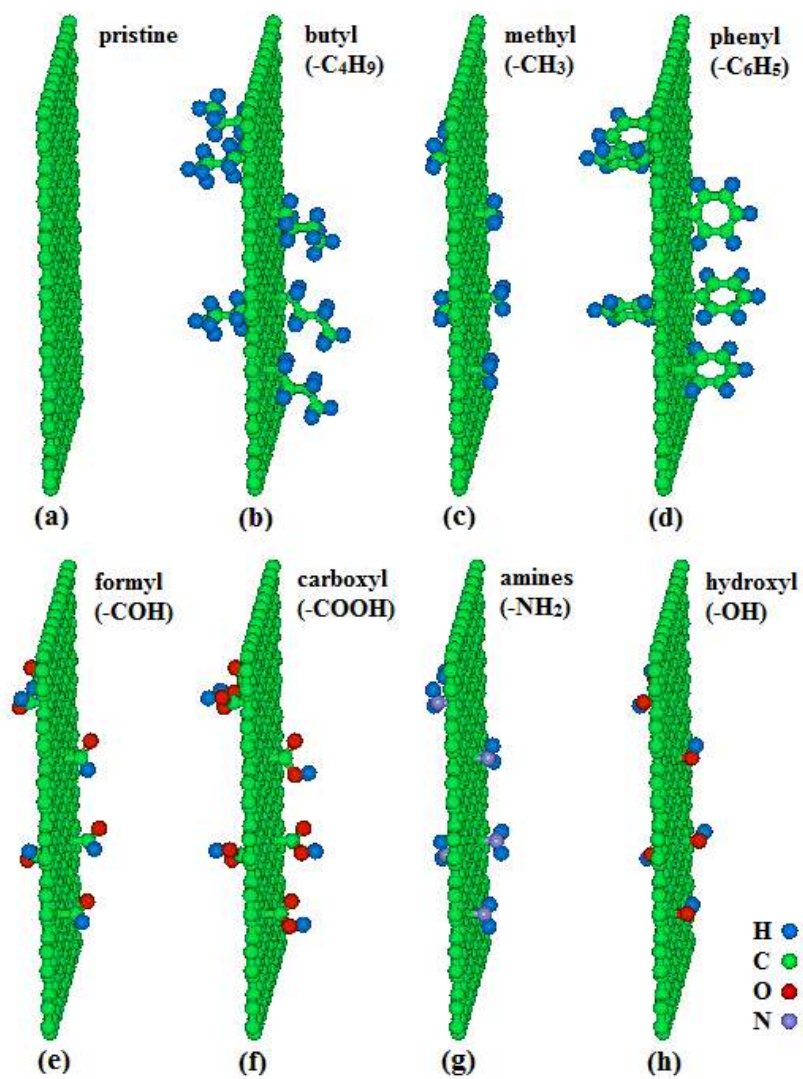 pristine
butyl
(-C₄H₉)
methyl
(-CH₃)
phenyl
(-C₆H₅)
(a)
(b)
(c)
(d)
formyl
(-COH)
carboxyl
(-COOH)
amines
(-NH₂)
hydroxyl
(-OH)
H
C
O
N
(e)
(f)
(g)
(h)